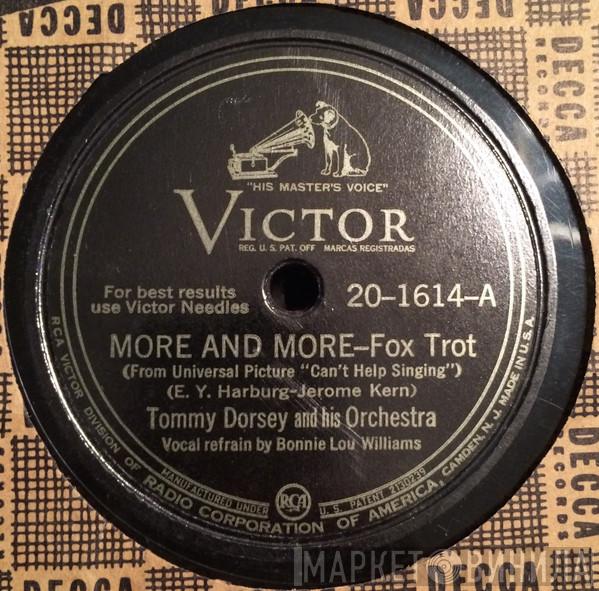 DECCA
"HIS MASTER'S VOICE"
VICTOR
REG. U. S. PAT. OFF MARCAS REGISTRADAS
For best results
use Victor Needles
20-1614-A
MORE AND MORE-Fox Trot
(From Universal Picture "Can't Help Singing")
(E. Y. Harburg-Jerome Kern)
Tommy Dorsey and his Orchestra
Vocal refrain by Bonnie Lou Williams
MANUFACTURED UNDER RCA U. S. PATENT 2130239
RCA VICTOR DIVISION OF RADIO CORPORATION OF AMERICA, CAMDEN, N. J. MADE IN U. S. A.
DECCA
Records
DECCA
DECCA